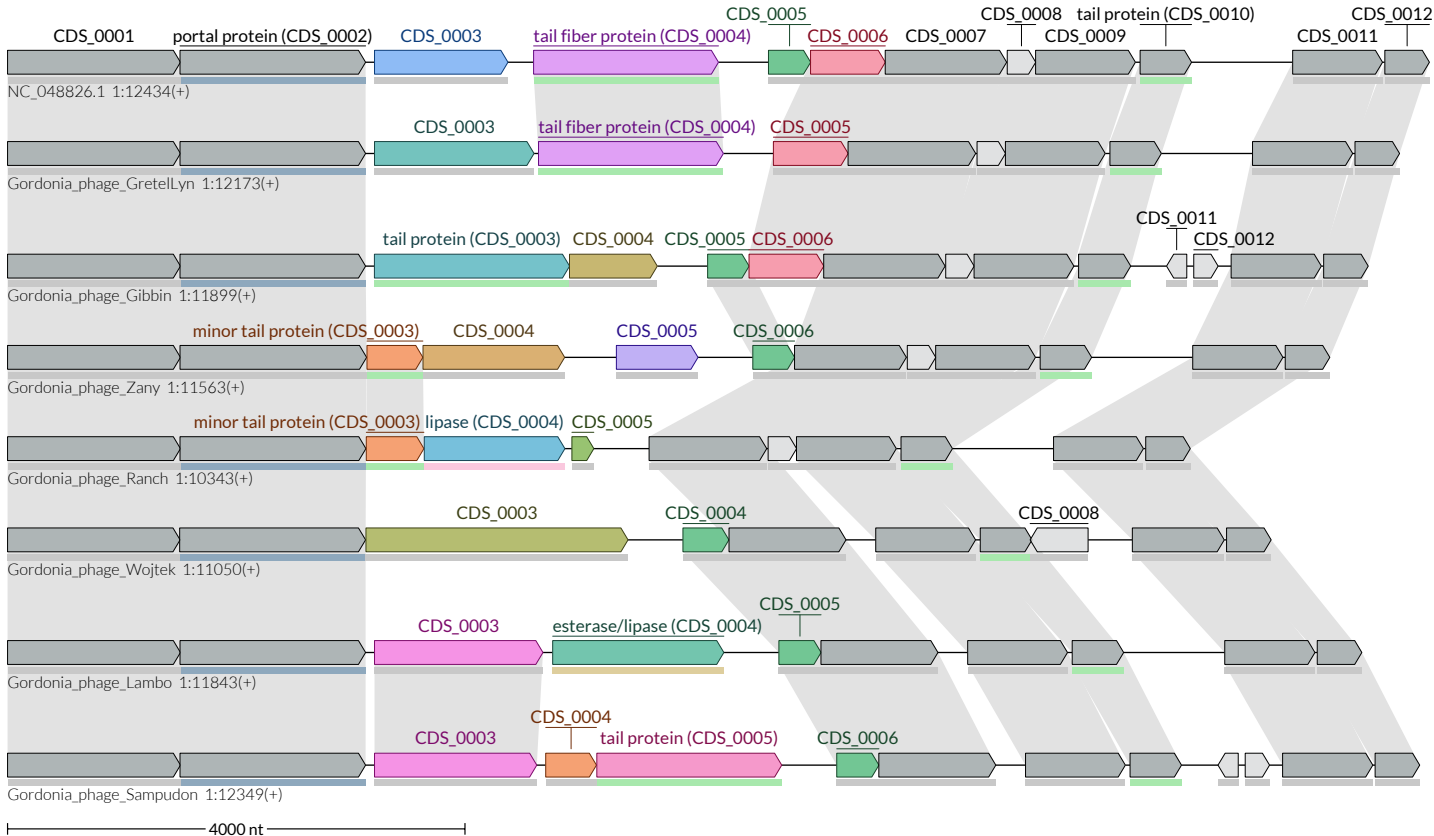 CDS_0005 CDS_0008 tail protein (CDS_0010) CDS_0012
CDS_0001 portal protein (CDS_0002) CDS_0003 tail fiber protein (CDS_0004) CDS_0006 CDS_0007 CDS_0009 CDS_0011
NC_048826.1 1:12434(+)
CDS_0003 tail fiber protein (CDS_0004) CDS_0005
Gordonia_phage_GretelLyn 1:12173(+)
CDS_0011
tail protein (CDS_0003) CDS_0004 CDS_0005 CDS_0006 CDS_0012
Gordonia_phage_Gibbin 1:11899(+)
minor tail protein (CDS_0003) CDS_0004 CDS_0005 CDS_0006
Gordonia_phage_Zany 1:11563(+)
minor tail protein (CDS_0003) lipase (CDS_0004) CDS_0005
Gordonia_phage_Ranch 1:10343(+)
CDS_0003 CDS_0004 CDS_0008
Gordonia_phage_Wojtek 1:11050(+)
CDS_0005
CDS_0003 esterase/lipase (CDS_0004)
Gordonia_phage_Lambo 1:11843(+)
CDS_0004
CDS_0003 tail protein (CDS_0005) CDS_0006
Gordonia_phage_Sampudon 1:12349(+)
4000 nt